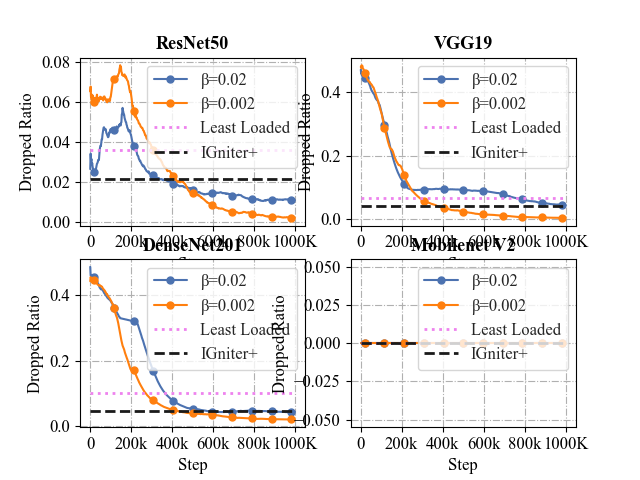 ResNet50
Dropped Ratio
0.08
0.06
0.04
0.02
0.00
β=0.02
β=0.002
Least Loaded
IGniter+
0 200k 400k 600k 800k 1000K
VGG19
Dropped Ratio
0.4
0.2
0.0
β=0.02
β=0.002
Least Loaded
IGniter+
0 200k 400k 600k 800k 1000K
DenseNet201
Dropped Ratio
0.4
0.2
0.0
β=0.02
β=0.002
Least Loaded
IGniter+
0 200k 400k 600k 800k 1000K
Step
Mobilenet V2
Dropped Ratio
0.050
0.025
0.000
0.025
0.050
β=0.02
β=0.002
Least Loaded
IGniter+
0 200k 400k 600k 800k 1000K
Step